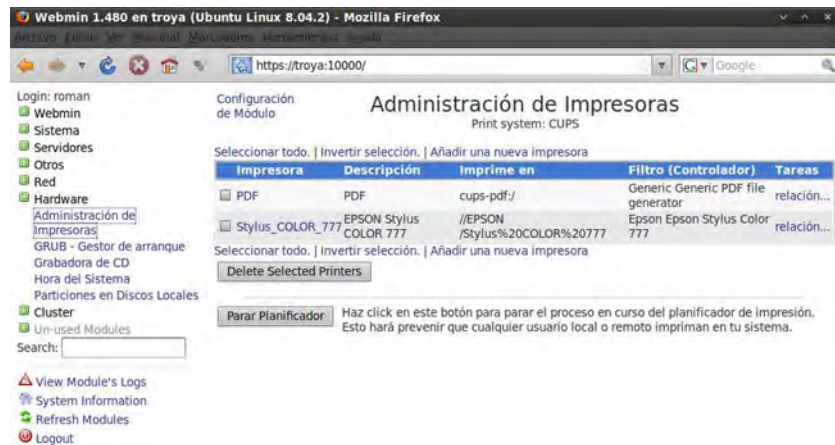 Webmin 1.480 en troya (Ubuntu Linux 8.04.2) - Mozilla Firefox
Archivo Editar Ver Historial Marcadores Herramientas Ayuda
https://troya:10000/
Google
Login: roman
Webmin
Sistema
Servidores
Otros
Red
Hardware
Administración de
Impresoras
GRUB - Gestor de arranque
Grabadora de CD
Hora del Sistema
Particiones en Discos Locales
Cluster
Un-used Modules
Search:
View Module's Logs
System Information
Refresh Modules
Logout
Configuración
de Módulo
Administración de Impresoras
Print system: CUPS
Seleccionar todo. | Invertir selección. | Añadir una nueva impresora
Impresora Descripción Imprime en Filtro (Controlador) Tareas
PDF PDF cups-pdf:/ Generic Generic PDF file generator relación...
Stylus_COLOR_777 EPSON Stylus COLOR 777 //EPSON /Stylus%20COLOR%20777 Epson Epson Stylus Color 777 relación...
Seleccionar todo. | Invertir selección. | Añadir una nueva impresora
Delete Selected Printers
Parar Planificador
Haz click en este botón para parar el proceso en curso del planificador de impresión.
Esto hará prevenir que cualquier usuario local o remoto impriman en tu sistema.